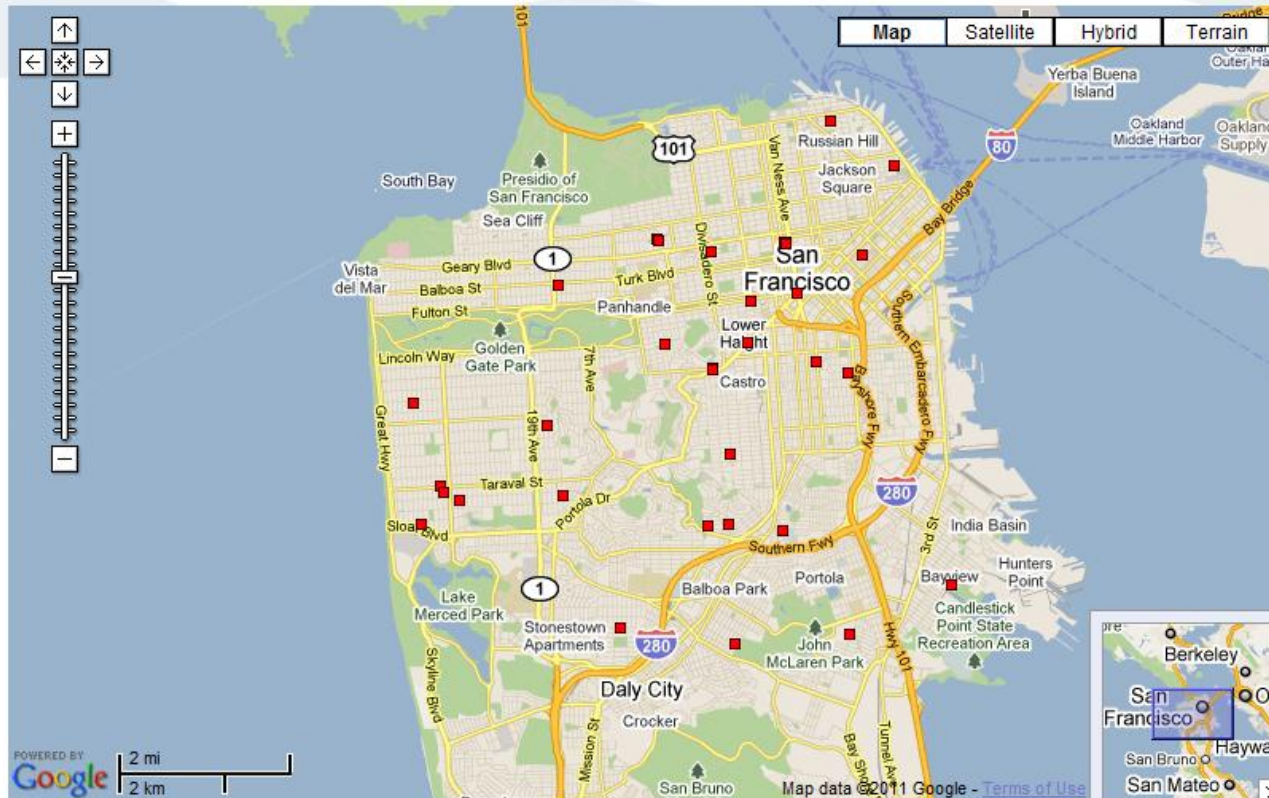 101
Map
Satellite
Hybrid
Terrain
Bridge
Oakland
Outer Ha
Yerba Buena
Island
Oakland
Middle Harbor
Oakland
Supply
80
Russian Hill
101
Van Ness Ave
Jackson
Square
South Bay
Presidio of
San Francisco
Sea Cliff
Divisadero St
Bay Bridge
Vista
del Mar
Geary Blvd
1
Turk Blvd
San
Francisco
Balboa St
Fulton St
Panhandle
Southern Embarcadero Fwy
Lower
Haight
Golden
Gate Park
Lincoln Way
7th Ave
Castro
Bayshore Fwy
Great Hwy
19th Ave
Taraval St
Portola Dr
280
Sloat Blvd
Southern Fwy
3rd St
India Basin
Hunters
Point
Bayview
Balboa Park
Portola
1
Lake
Merced Park
Candlestick
Point State
Recreation Area
Stonestown
Apartments
280
John
McLaren Park
Hwy 101
Skyline Blvd
Daly City
Crocker
Mission St
Bay Sho
Tunnel Ave
San Bruno
Berkeley
San
Francisco
O
Haywa
San Bruno
San Mateo
POWERED BY
Google
2 mi
2 km
Map data ©2011 Google - Terms of Use